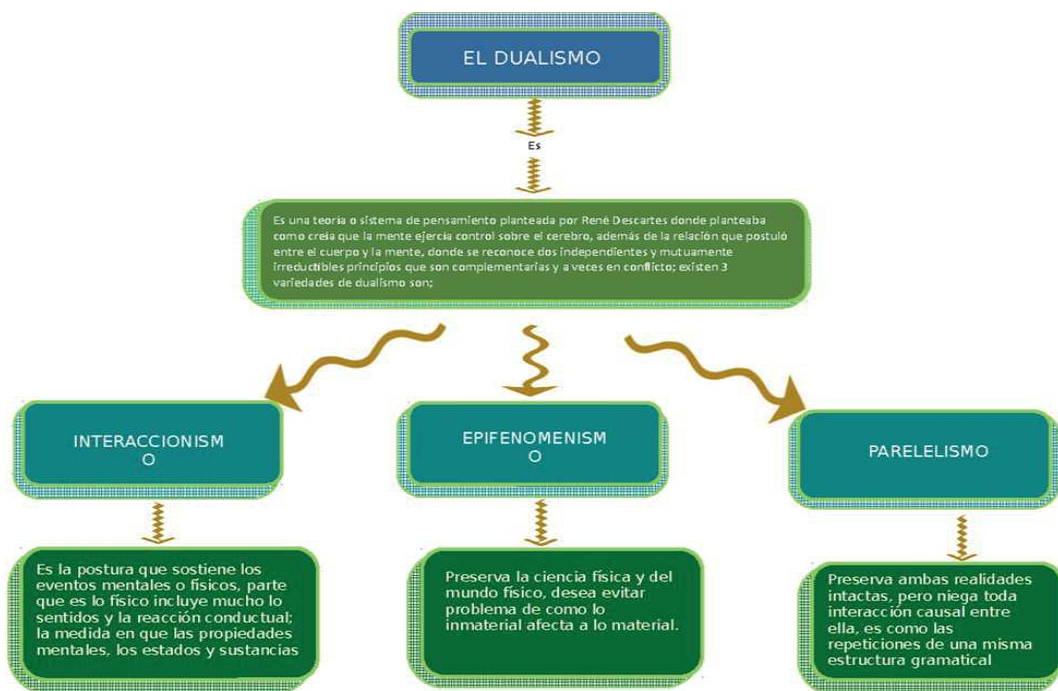 EL DUALISMO
Es
Es una teoría o sistema de pensamiento planteada por René Descartes donde planteaba
como creía que la mente ejercía control sobre el cerebro, además de la relación que postuló
entre el cuerpo y la mente, donde se reconoce dos independientes y mutuamente
irreductibles principios que son complementarias y a veces en conflicto; existen 3
variedades de dualismo son;
INTERACCIONISM
O
Es la postura que sostiene los
eventos mentales o físicos, parte
que es lo físico incluye mucho lo
sentidos y la reacción conductual;
la medida en que las propiedades
mentales, los estados y sustancias
EPIFENOMENISM
O
Preserva la ciencia física y del
mundo físico, desea evitar
problema de como lo
inmaterial afecta a lo material.
PARELELISMO
Preserva ambas realidades
intactas, pero niega toda
interacción causal entre
ella, es como las
repeticiones de una misma
estructura gramatical